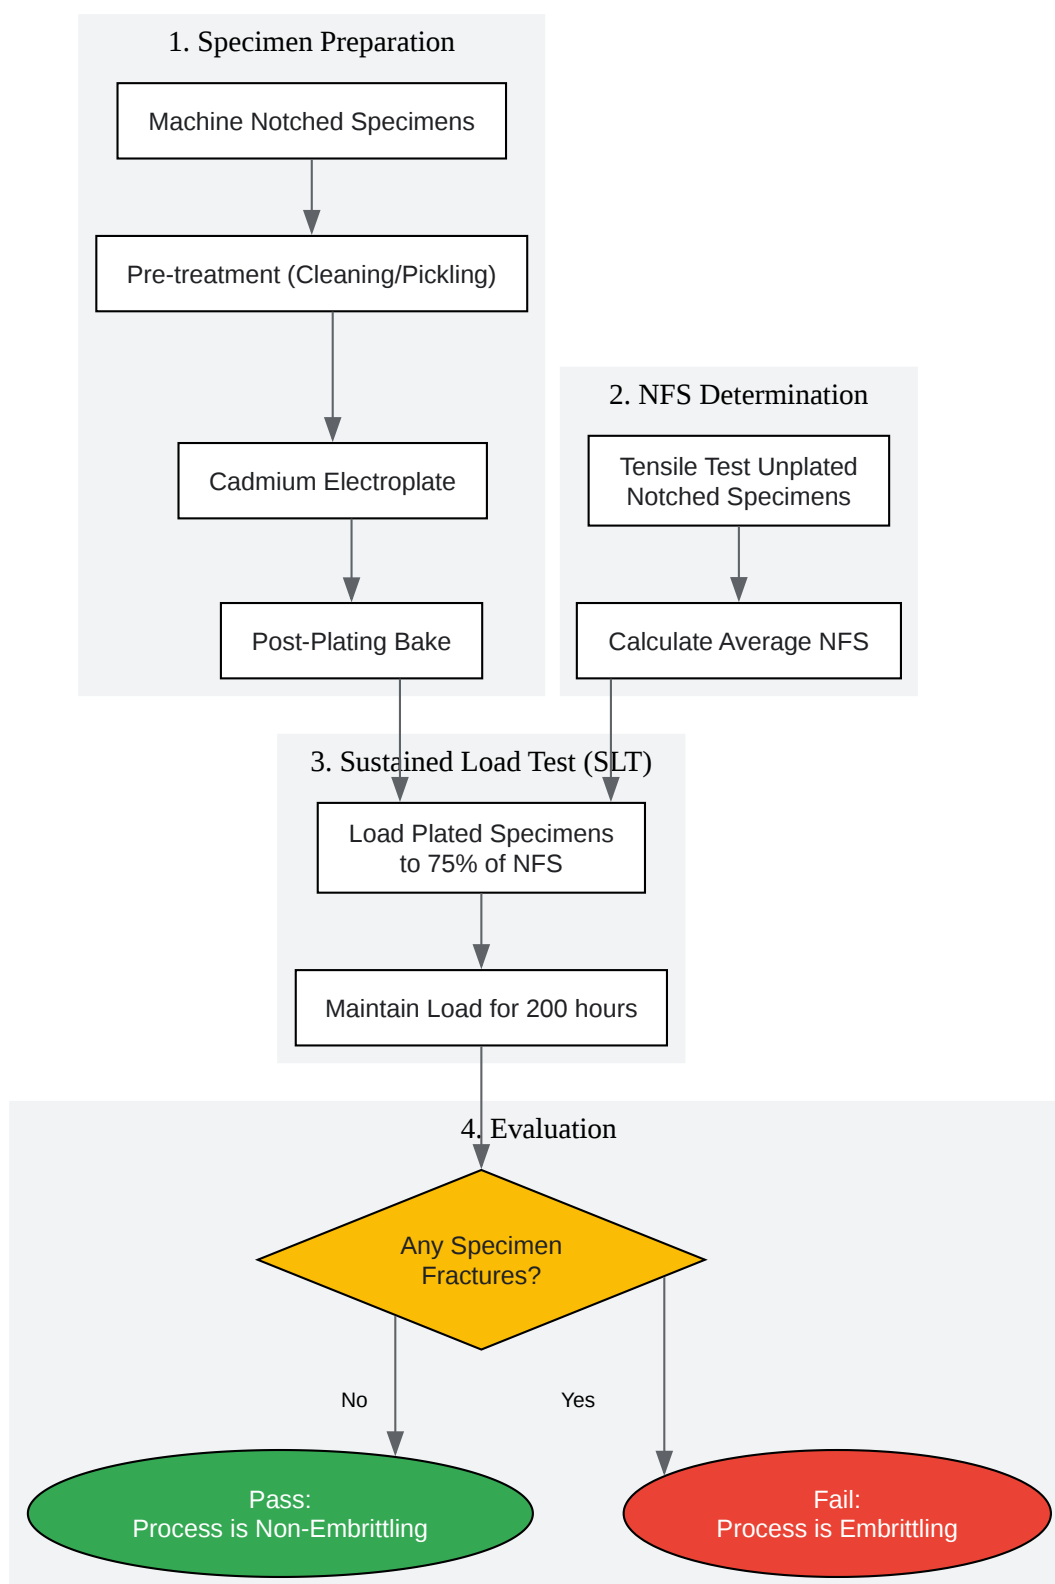 1. Specimen Preparation
Machine Notched Specimens
Pre-treatment (Cleaning/Pickling)
Cadmium Electroplate
Post-Plating Bake
2. NFS Determination
Tensile Test Unplated
Notched Specimens
Calculate Average NFS
3. Sustained Load Test (SLT)
Load Plated Specimens
to 75% of NFS
Maintain Load for 200 hours
4. Evaluation
Any Specimen
Fractures?
No
Yes
Pass:
Process is Non-Embrittling
Fail:
Process is Embrittling